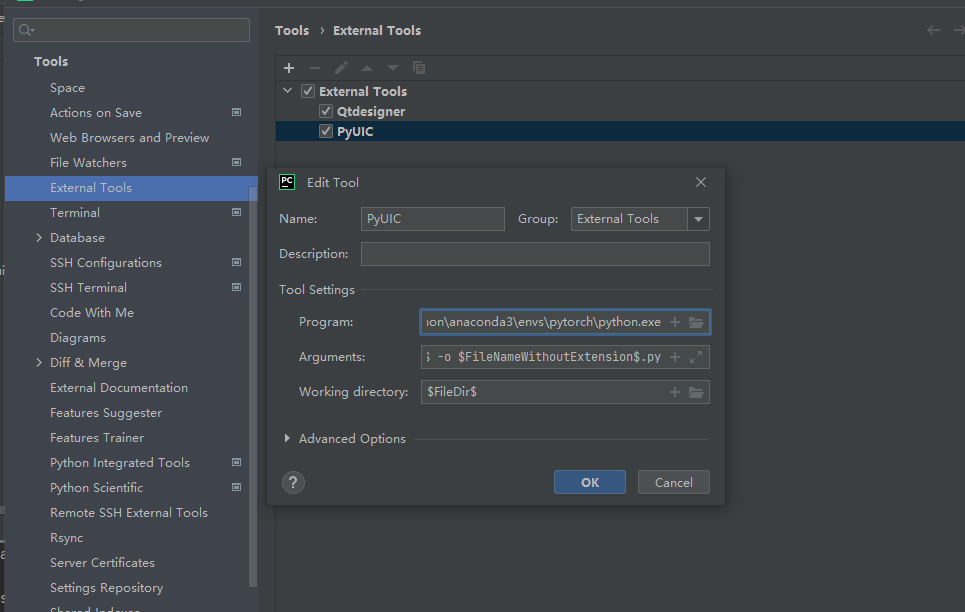 Tools
Space
Actions on Save
Web Browsers and Preview
File Watchers
External Tools
Terminal
Database
SSH Configurations
SSH Terminal
Code With Me
Diagrams
Diff & Merge
External Documentation
Features Suggester
Features Trainer
Python Integrated Tools
Python Scientific
Remote SSH External Tools
Rsync
Server Certificates
Settings Repository
Shared Indexes
Tools › External Tools
External Tools
Qtdesigner
PyUIC
PC Edit Tool
Name: PyUIC Group: External Tools
Description:
Tool Settings
Program: on\anaconda3\envs\pytorch\python.exe
Arguments: $ -o $FileNameWithoutExtension$.py
Working directory: $FileDir$
Advanced Options
? OK Cancel